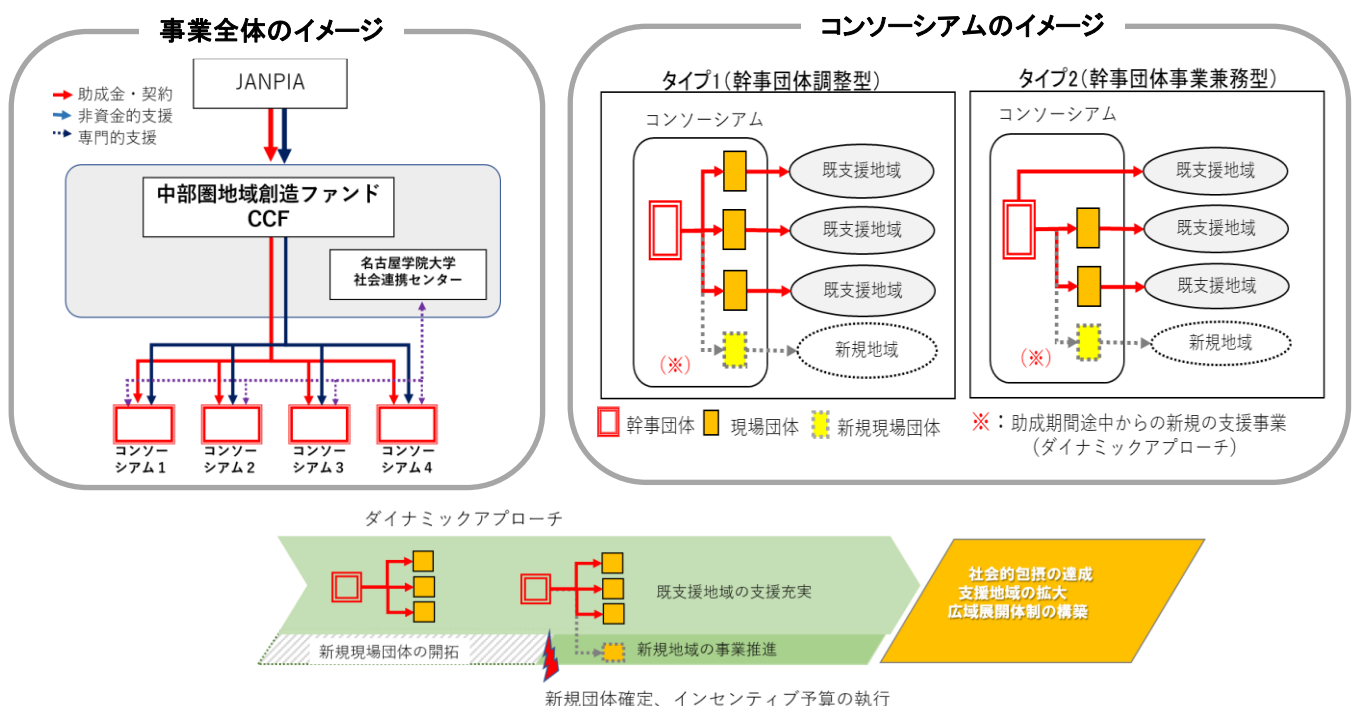 事業全体のイメージ
JANPIA
助成金・契約
非資金的支援
専門的支援
中部圏地域創造ファンド
CCF
名古屋学院大学
社会連携センター
コンソー
シアム1
コンソー
シアム2
コンソー
シアム3
コンソー
シアム4
コンソーシアムのイメージ
タイプ1(幹事団体調整型)
コンソーシアム
既支援地域
既支援地域
既支援地域
新規地域
(※)
タイプ2(幹事団体事業兼務型)
コンソーシアム
既支援地域
既支援地域
既支援地域
新規地域
(※)
幹事団体
現場団体
新規現場団体
※:助成期間途中からの新規の支援事業
(ダイナミックアプローチ)
ダイナミックアプローチ
既支援地域の支援充実
新規現場団体の開拓
新規地域の事業推進
社会的包摂の達成
支援地域の拡大
広域展開体制の構築
新規団体確定、インセンティブ予算の執行